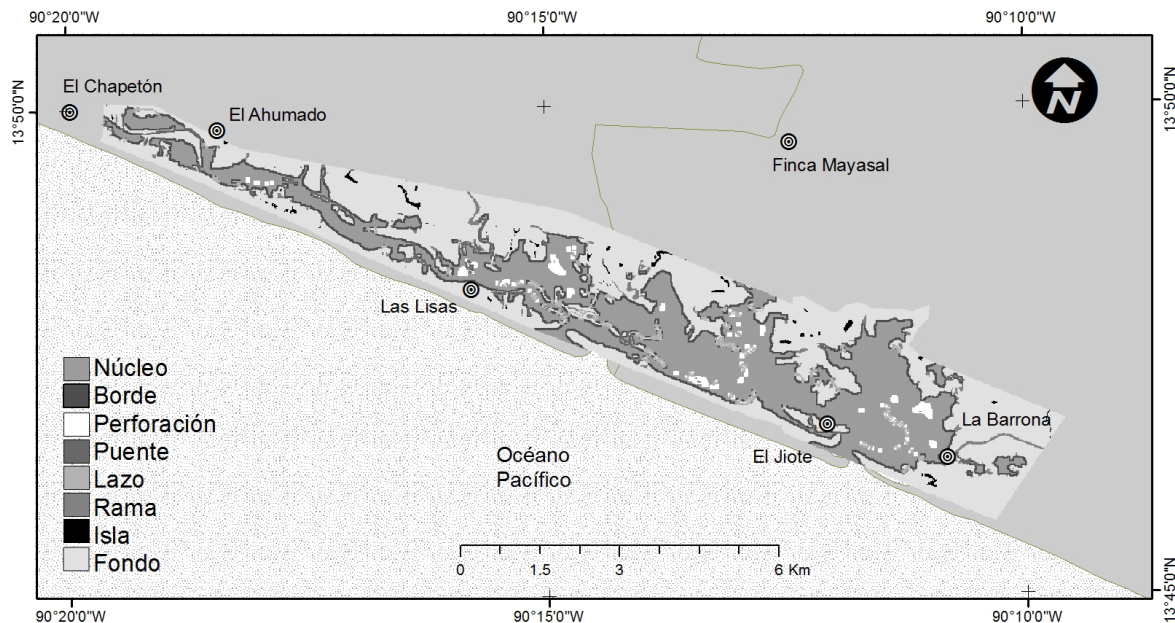 90°20'0"W
90°15'0"W
90°10'0"W
13°50'0"N
13°50'0"N
El Chapetón
El Ahumado
N
Finca Mayasal
Las Lisas
Núcleo
Borde
Perforación
Puente
Lazo
Rama
Isla
Fondo
La Barrona
El Jiote
Océano
Pacífico
0
1.5
3
6 Km
13°45'0"N
90°20'0"W
90°15'0"W
90°10'0"W